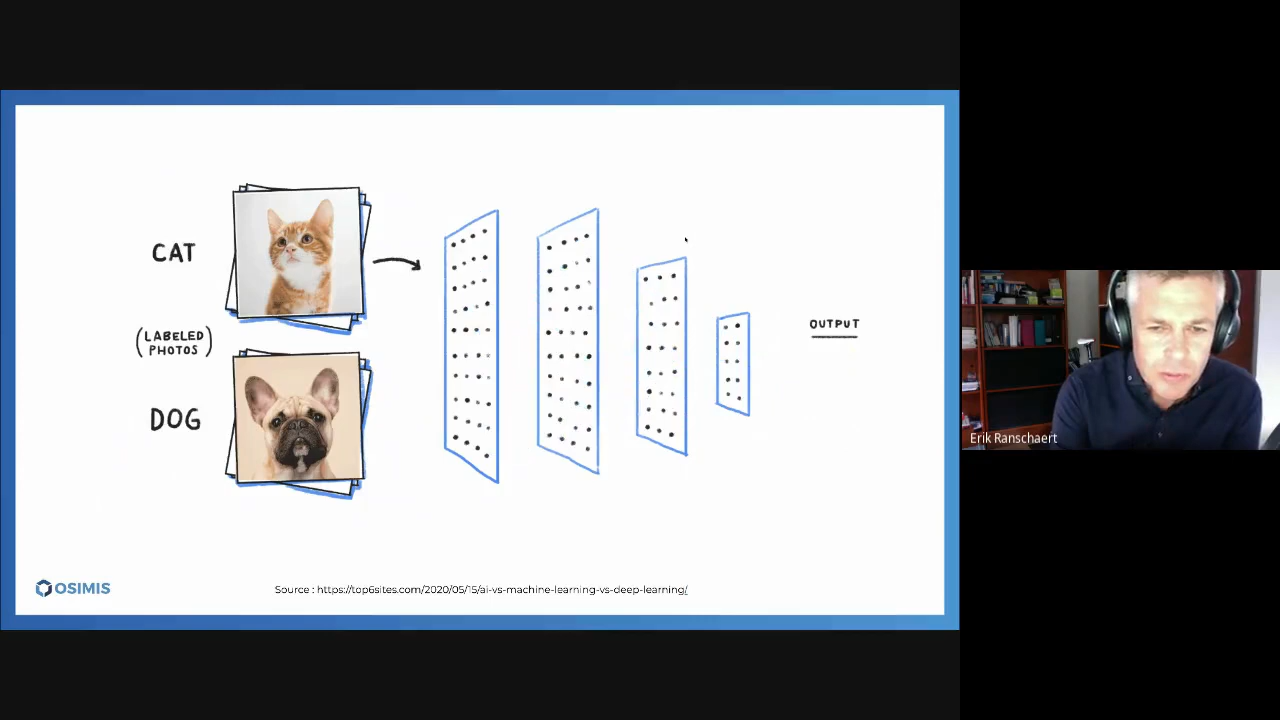 CAT
(LABELED
PHOTOS)
DOG
OUTPUT
OSIMIS
Source : https://top6sites.com/2020/05/15/ai-vs-machine-learning-vs-deep-learning/
Erik Ranschaert